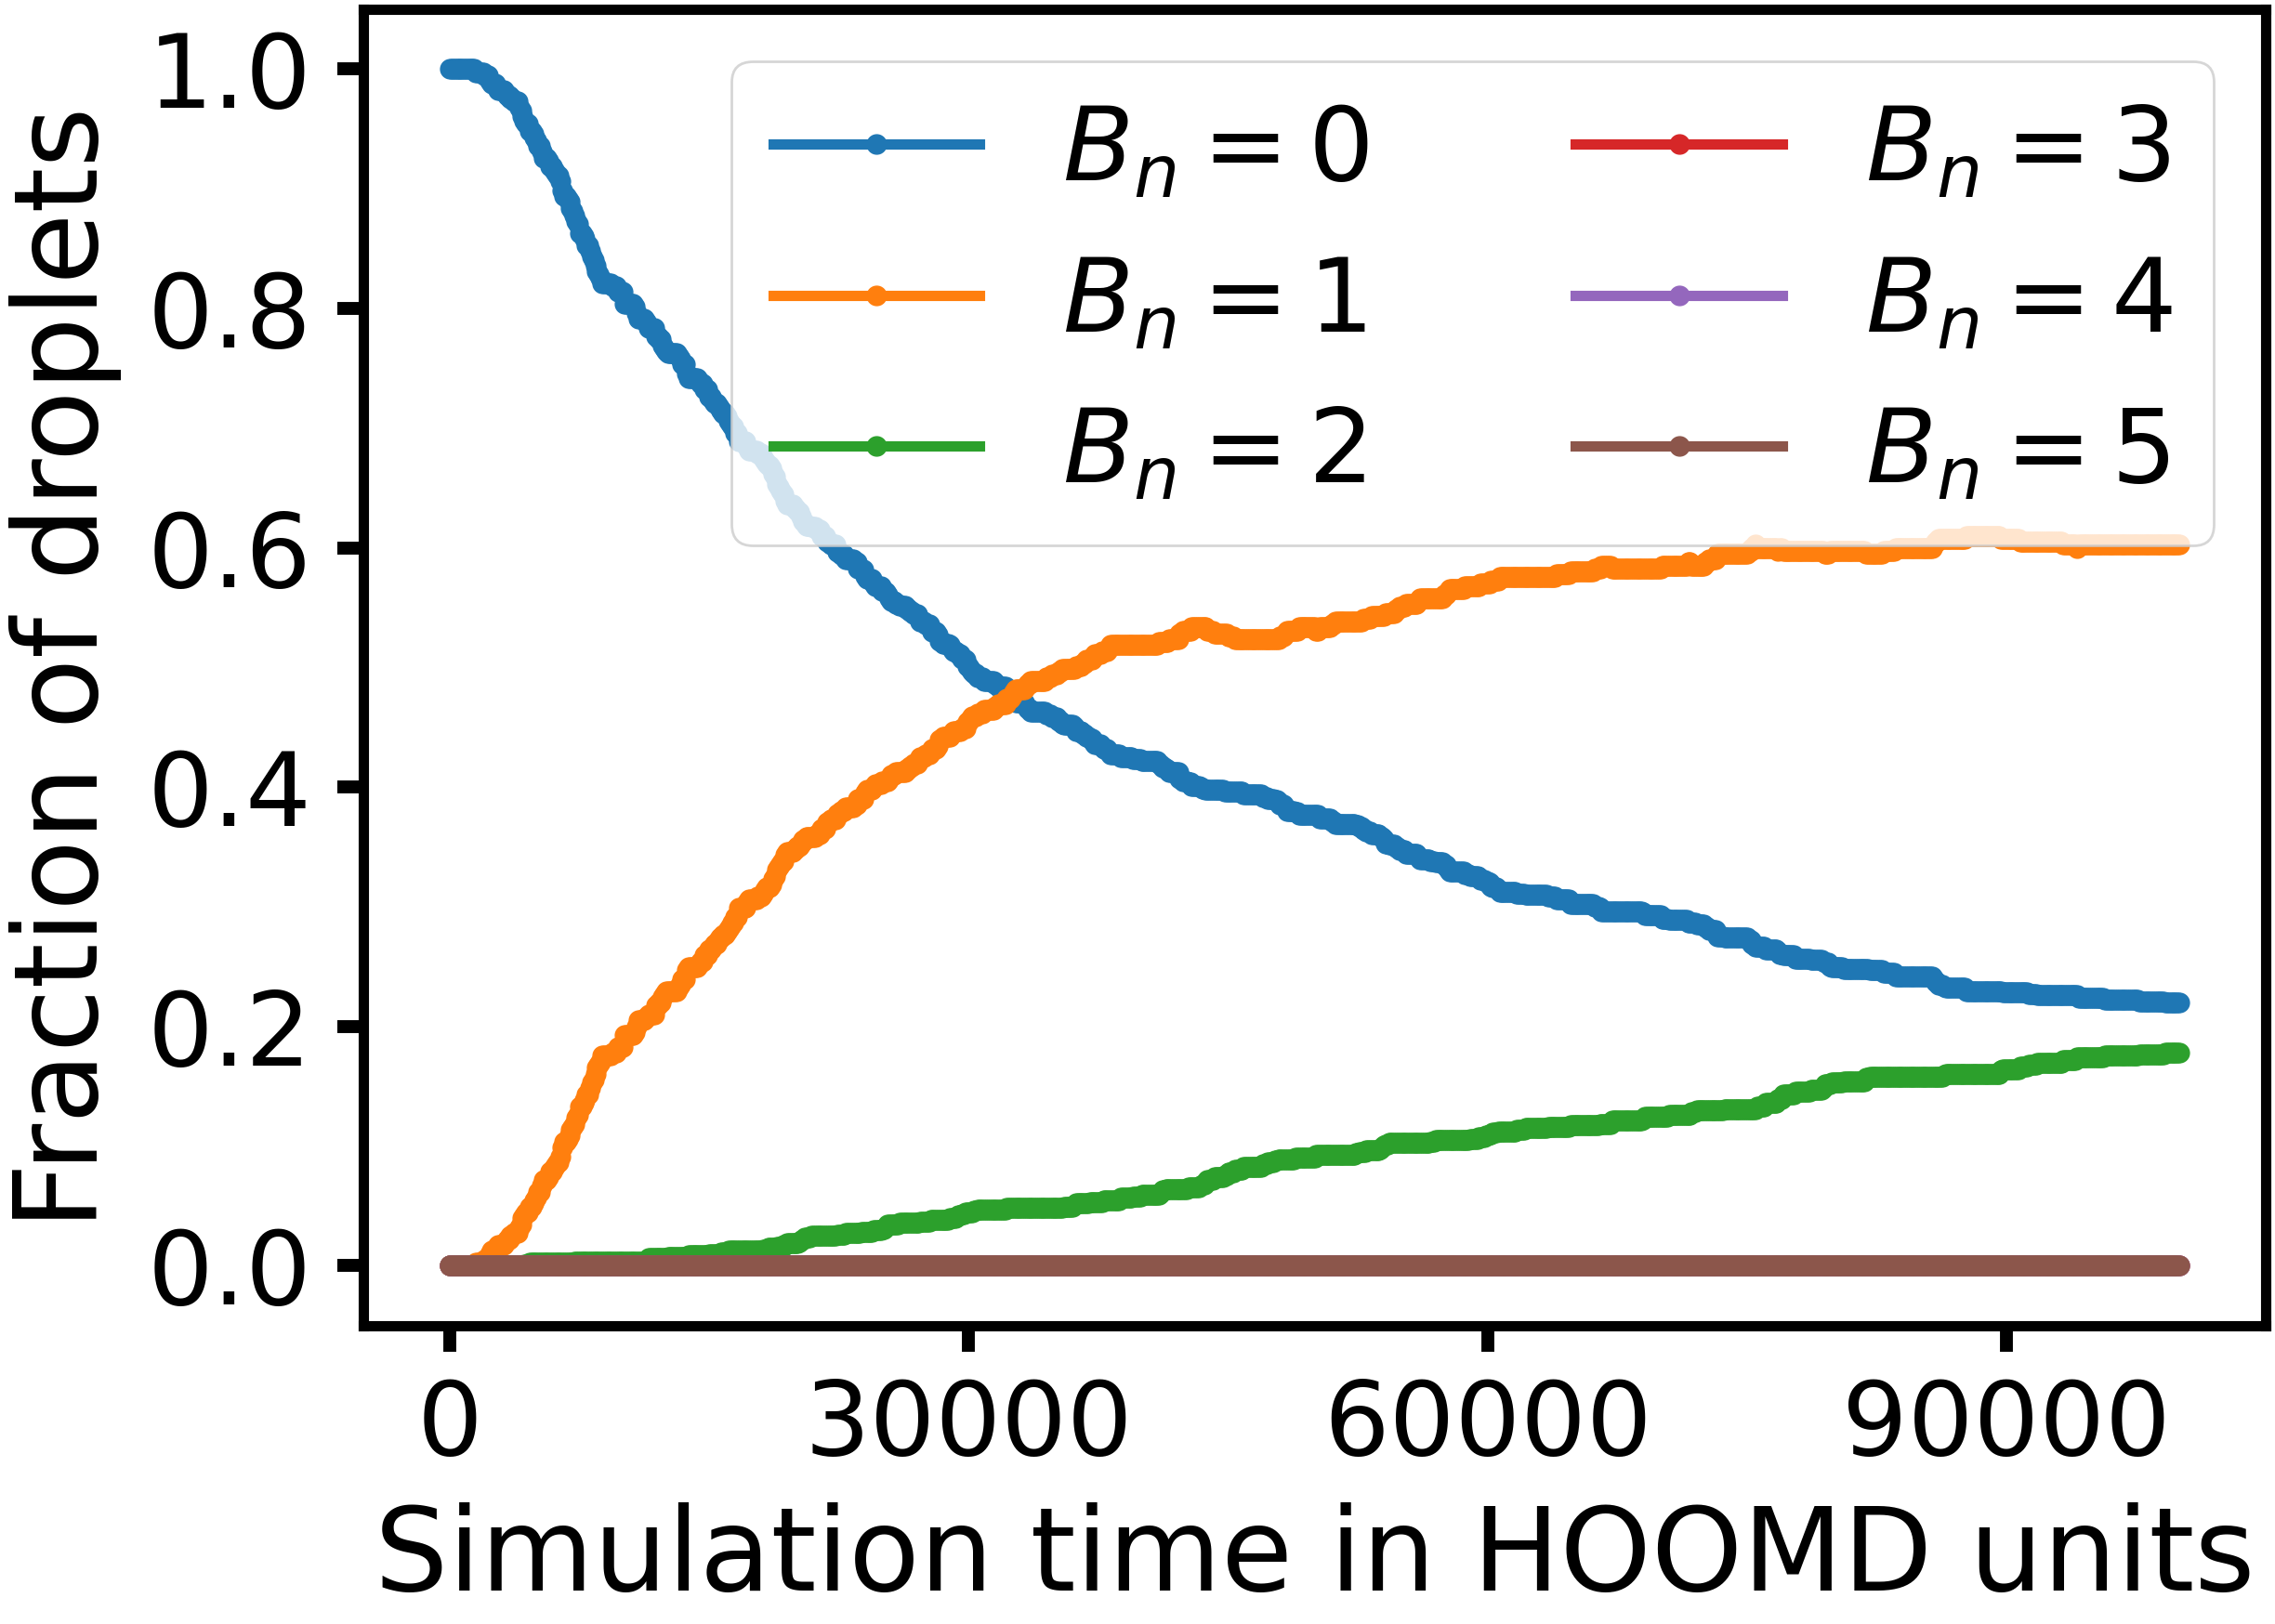 Fraction of droplets
1.0
0.8
0.6
0.4
0.2
0.0
B_n = 0
B_n = 1
B_n = 2
B_n = 3
B_n = 4
B_n = 5
0 30000 60000 90000
Simulation time in HOOMD units